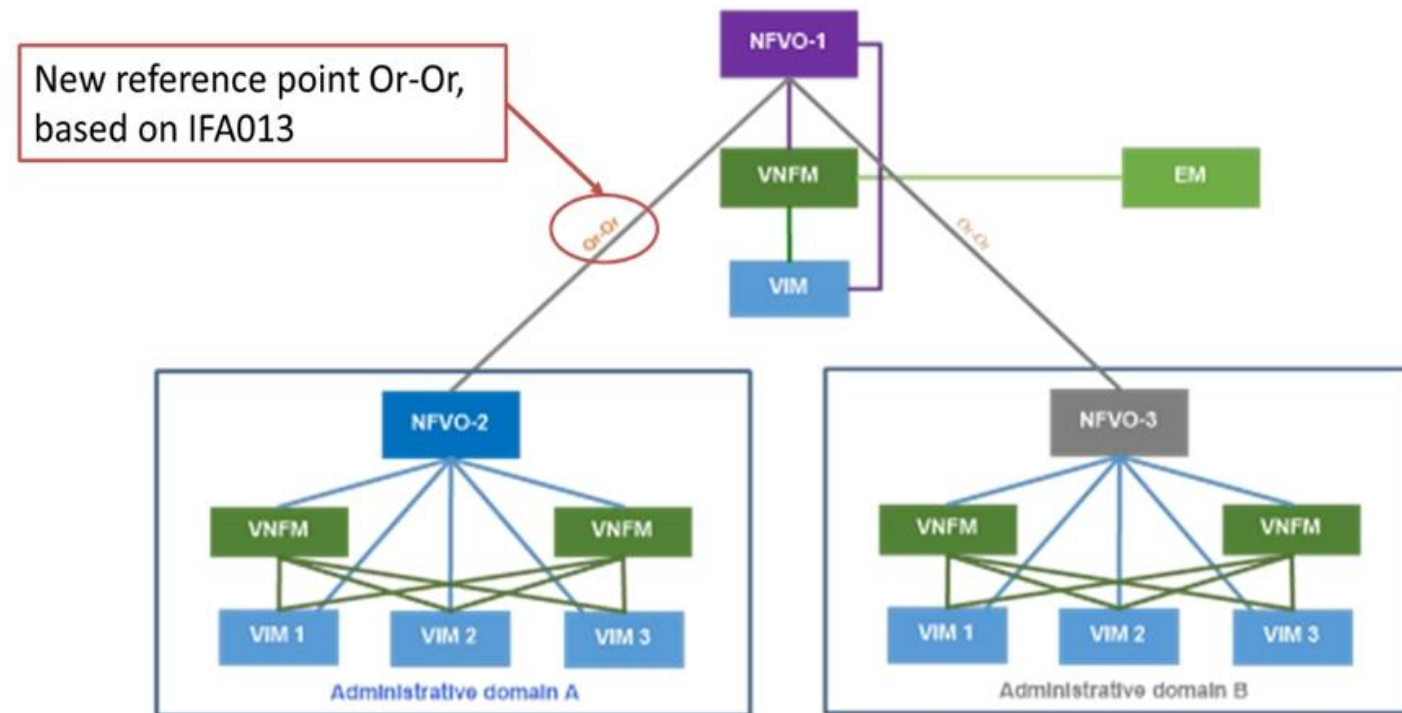 NFVO-1
New reference point Or-Or,
based on IFA013
VNFM
EM
Or-Or
Or-Or
VIM
NFVO-2
NFVO-3
VNFM
VNFM
VNFM
VNFM
VIM 1
VIM 2
VIM 3
VIM 1
VIM 2
VIM 3
Administrative domain A
Administrative domain B